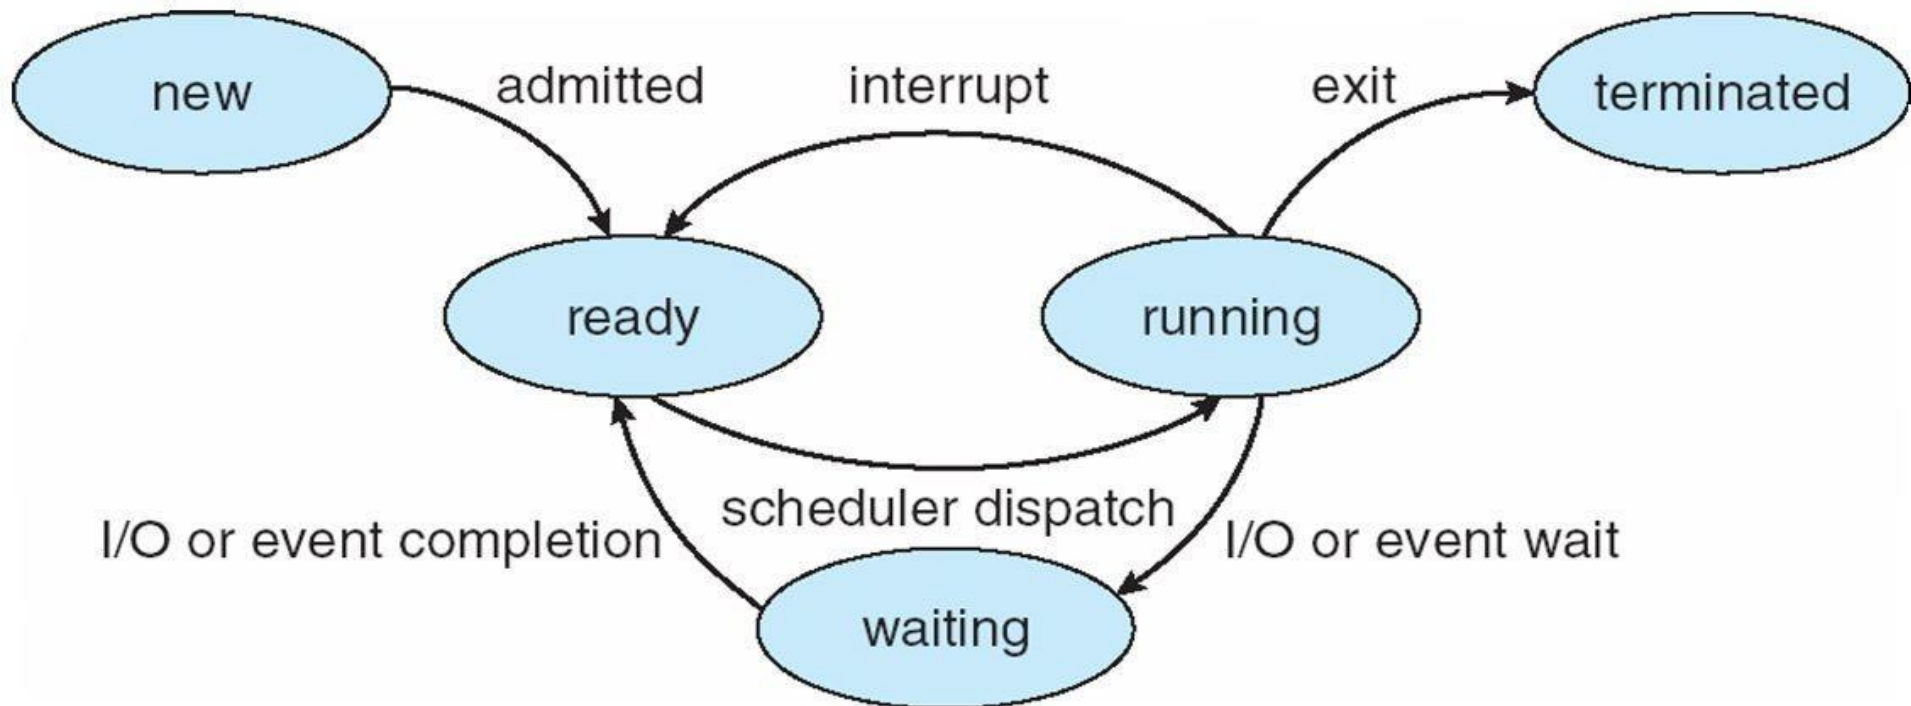 new
admitted
interrupt
exit
terminated
ready
running
scheduler dispatch
I/O or event completion
I/O or event wait
waiting